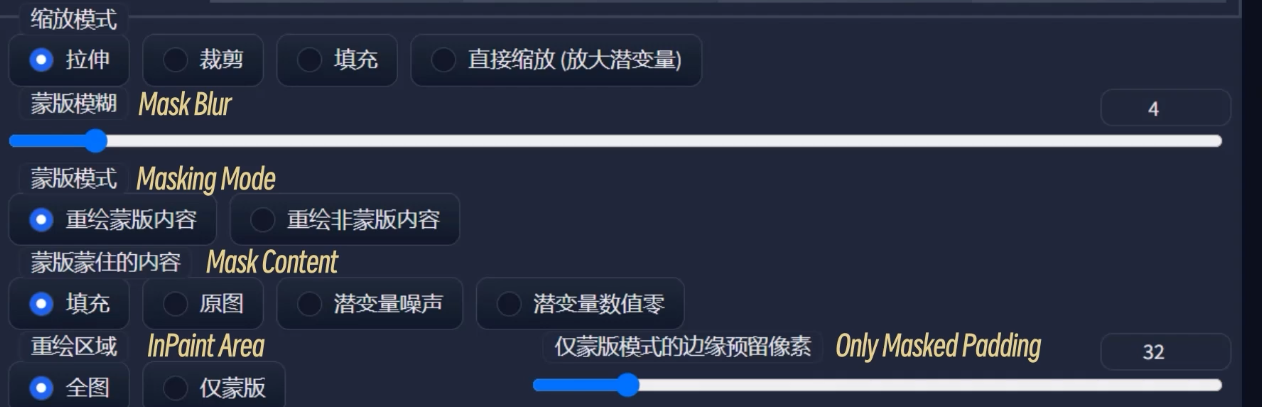 缩放模式
拉伸 裁剪 填充 直接缩放 (放大潜变量)
蒙版模糊 Mask Blur 4
蒙版模式 Masking Mode
重绘蒙版内容 重绘非蒙版内容
蒙版蒙住的内容 Mask Content
填充 原图 潜变量噪声 潜变量数值零
重绘区域 InPaint Area 仅蒙版模式的边缘预留像素 Only Masked Padding 32
全图 仅蒙版